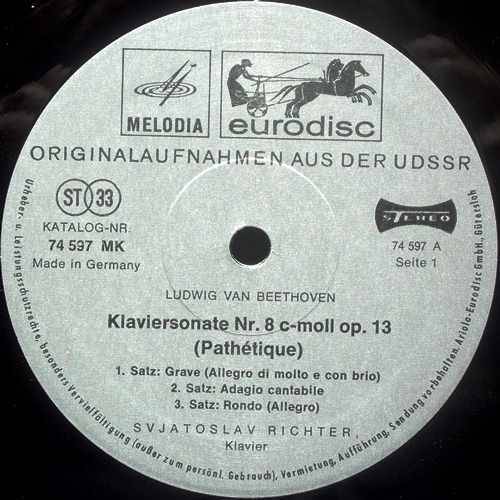 MELODIA
eurodisc
ORIGINALAUFNAHMEN AUS DER UDSSR
ST 33
STEREO
KATALOG-NR.
74 597 MK
Made in Germany
74 597 A
Seite 1
LUDWIG VAN BEETHOVEN
Klaviersonate Nr. 8 c-moll op. 13
(Pathétique)
1. Satz: Grave (Allegro di molto e con brio)
2. Satz: Adagio cantabile
3. Satz: Rondo (Allegro)
SVJATOSLAV RICHTER,
Klavier
Urheber- u. Leistungsschutzrechte, besonders Vervielfältigung (außer zum persönl. Gebrauch), Vermietung, Aufführung, Sendung vorbehalten. Ariola-Eurodisc GmbH, Gütersloh